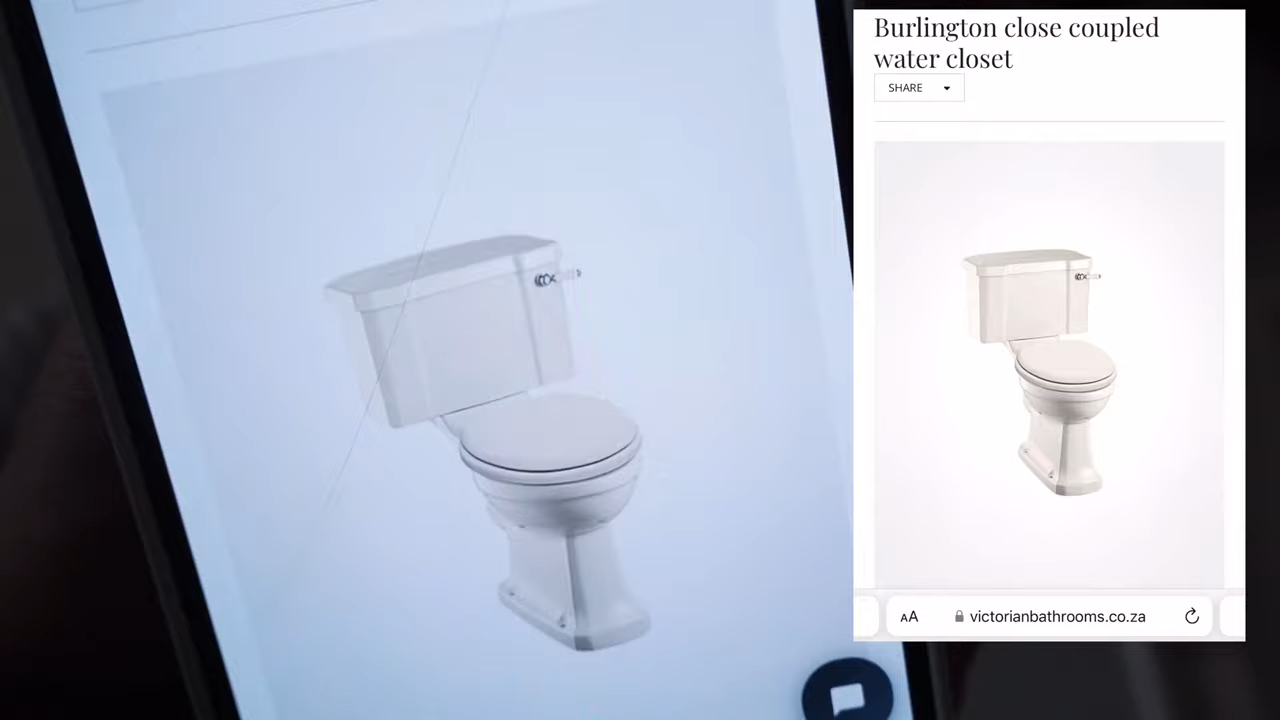 Burlington close coupled
water closet
SHARE
AA
victorianbathrooms.co.za